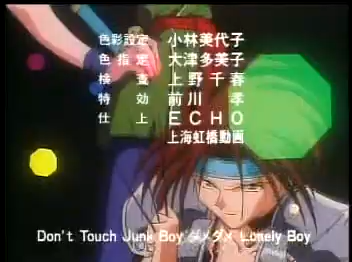 色彩設定 小林美代子
色指定 大津多美子
検査 上野千春
特効 前川孝
仕上 ECHO
上海虹橋動画
Don't Touch Junk Boy ダメダメ Lonely Boy